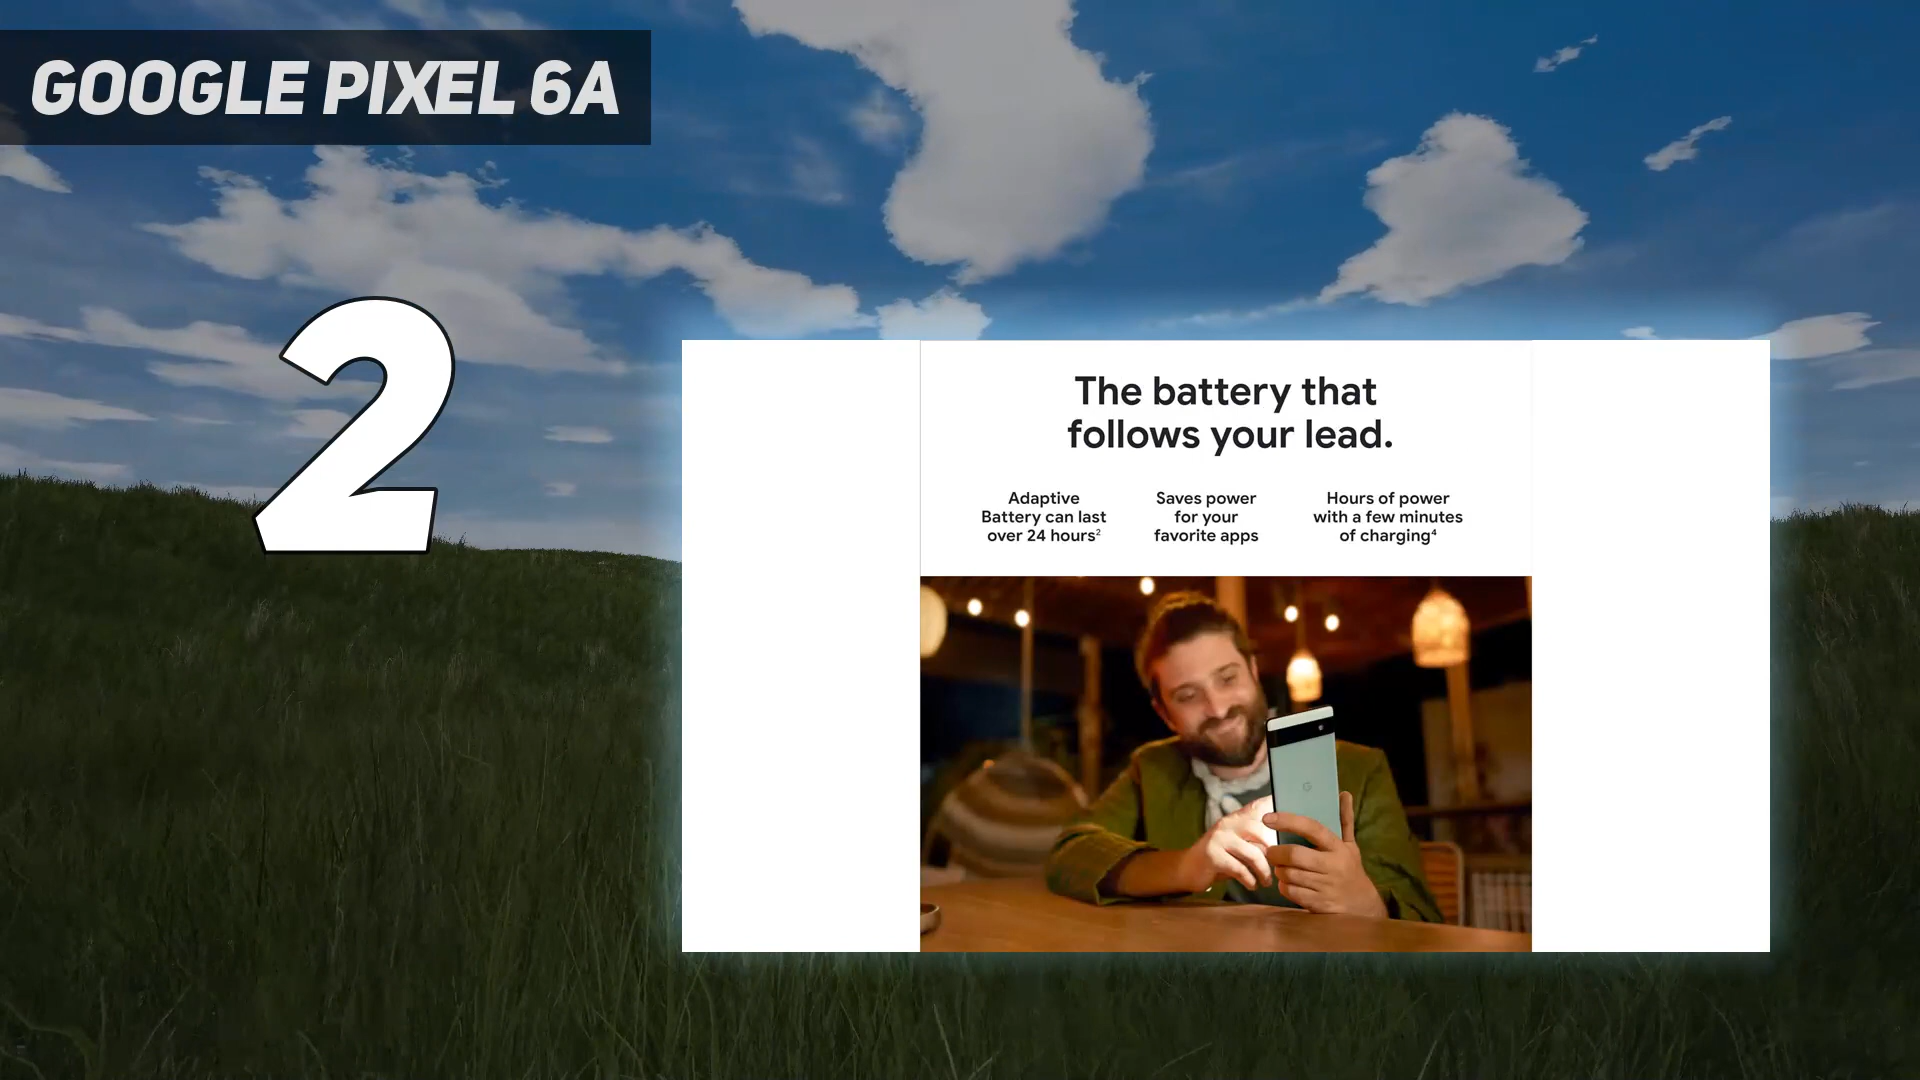 GOOGLE PIXEL 6A
2
The battery that
follows your lead.
Adaptive
Battery can last
over 24 hours²
Saves power
for your
favorite apps
Hours of power
with a few minutes
of charging⁴
G